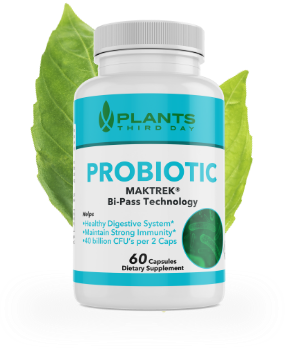 PLANTS
THIRD DAY
PROBIOTIC
MAKTREK®
Bi-Pass Technology
Helps
•Healthy Digestive System*
•Maintain Strong Immunity*
•40 billion CFU's per 2 Caps
60 Capsules
Dietary Supplement